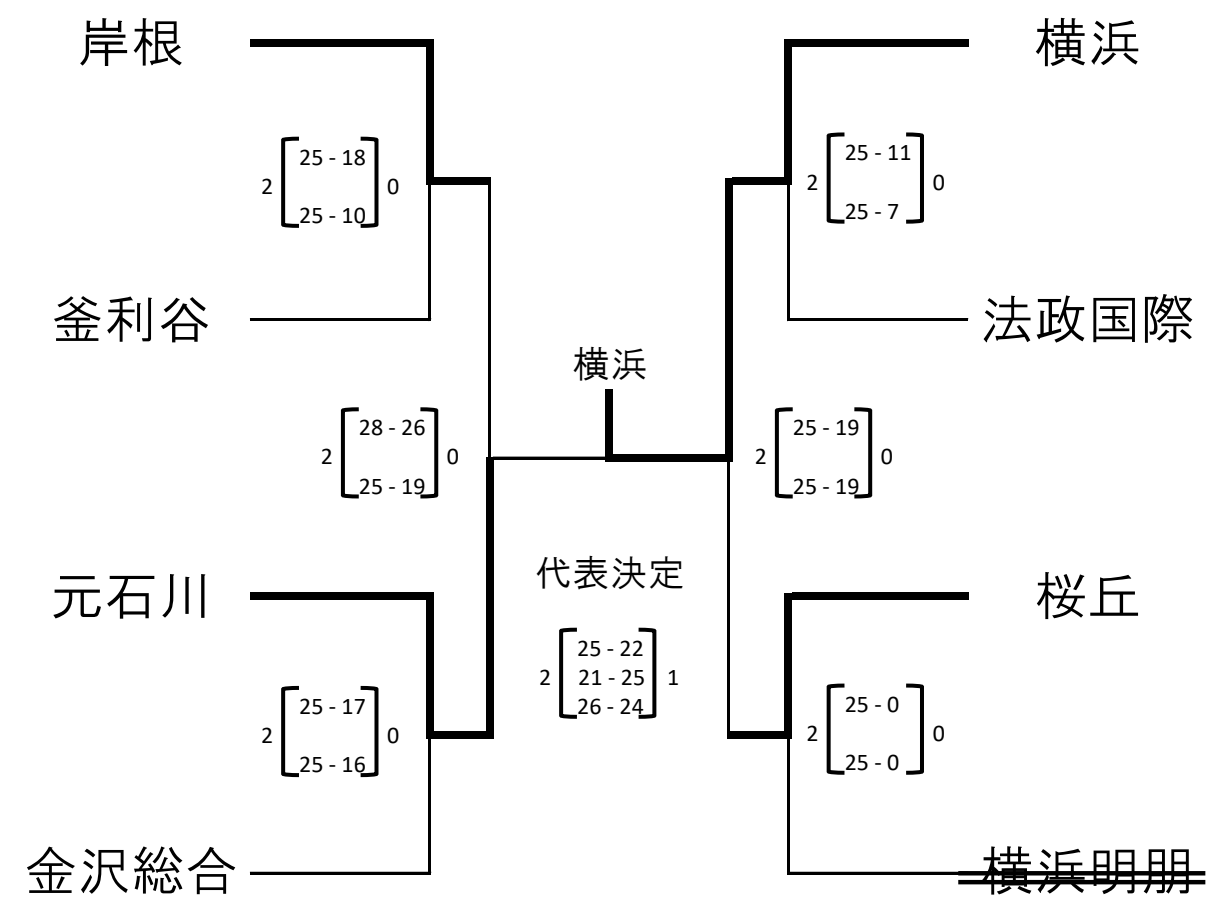 岸根
横浜
2 25 - 18 0
25 - 10
2 25 - 11 0
25 - 7
釜利谷
法政国際
横浜
2 28 - 26 0
25 - 19
2 25 - 19 0
25 - 19
元石川
代表決定
桜丘
2 25 - 22 1
21 - 25
26 - 24
2 25 - 17 0
25 - 16
2 25 - 0 0
25 - 0
金沢総合
横浜明朋